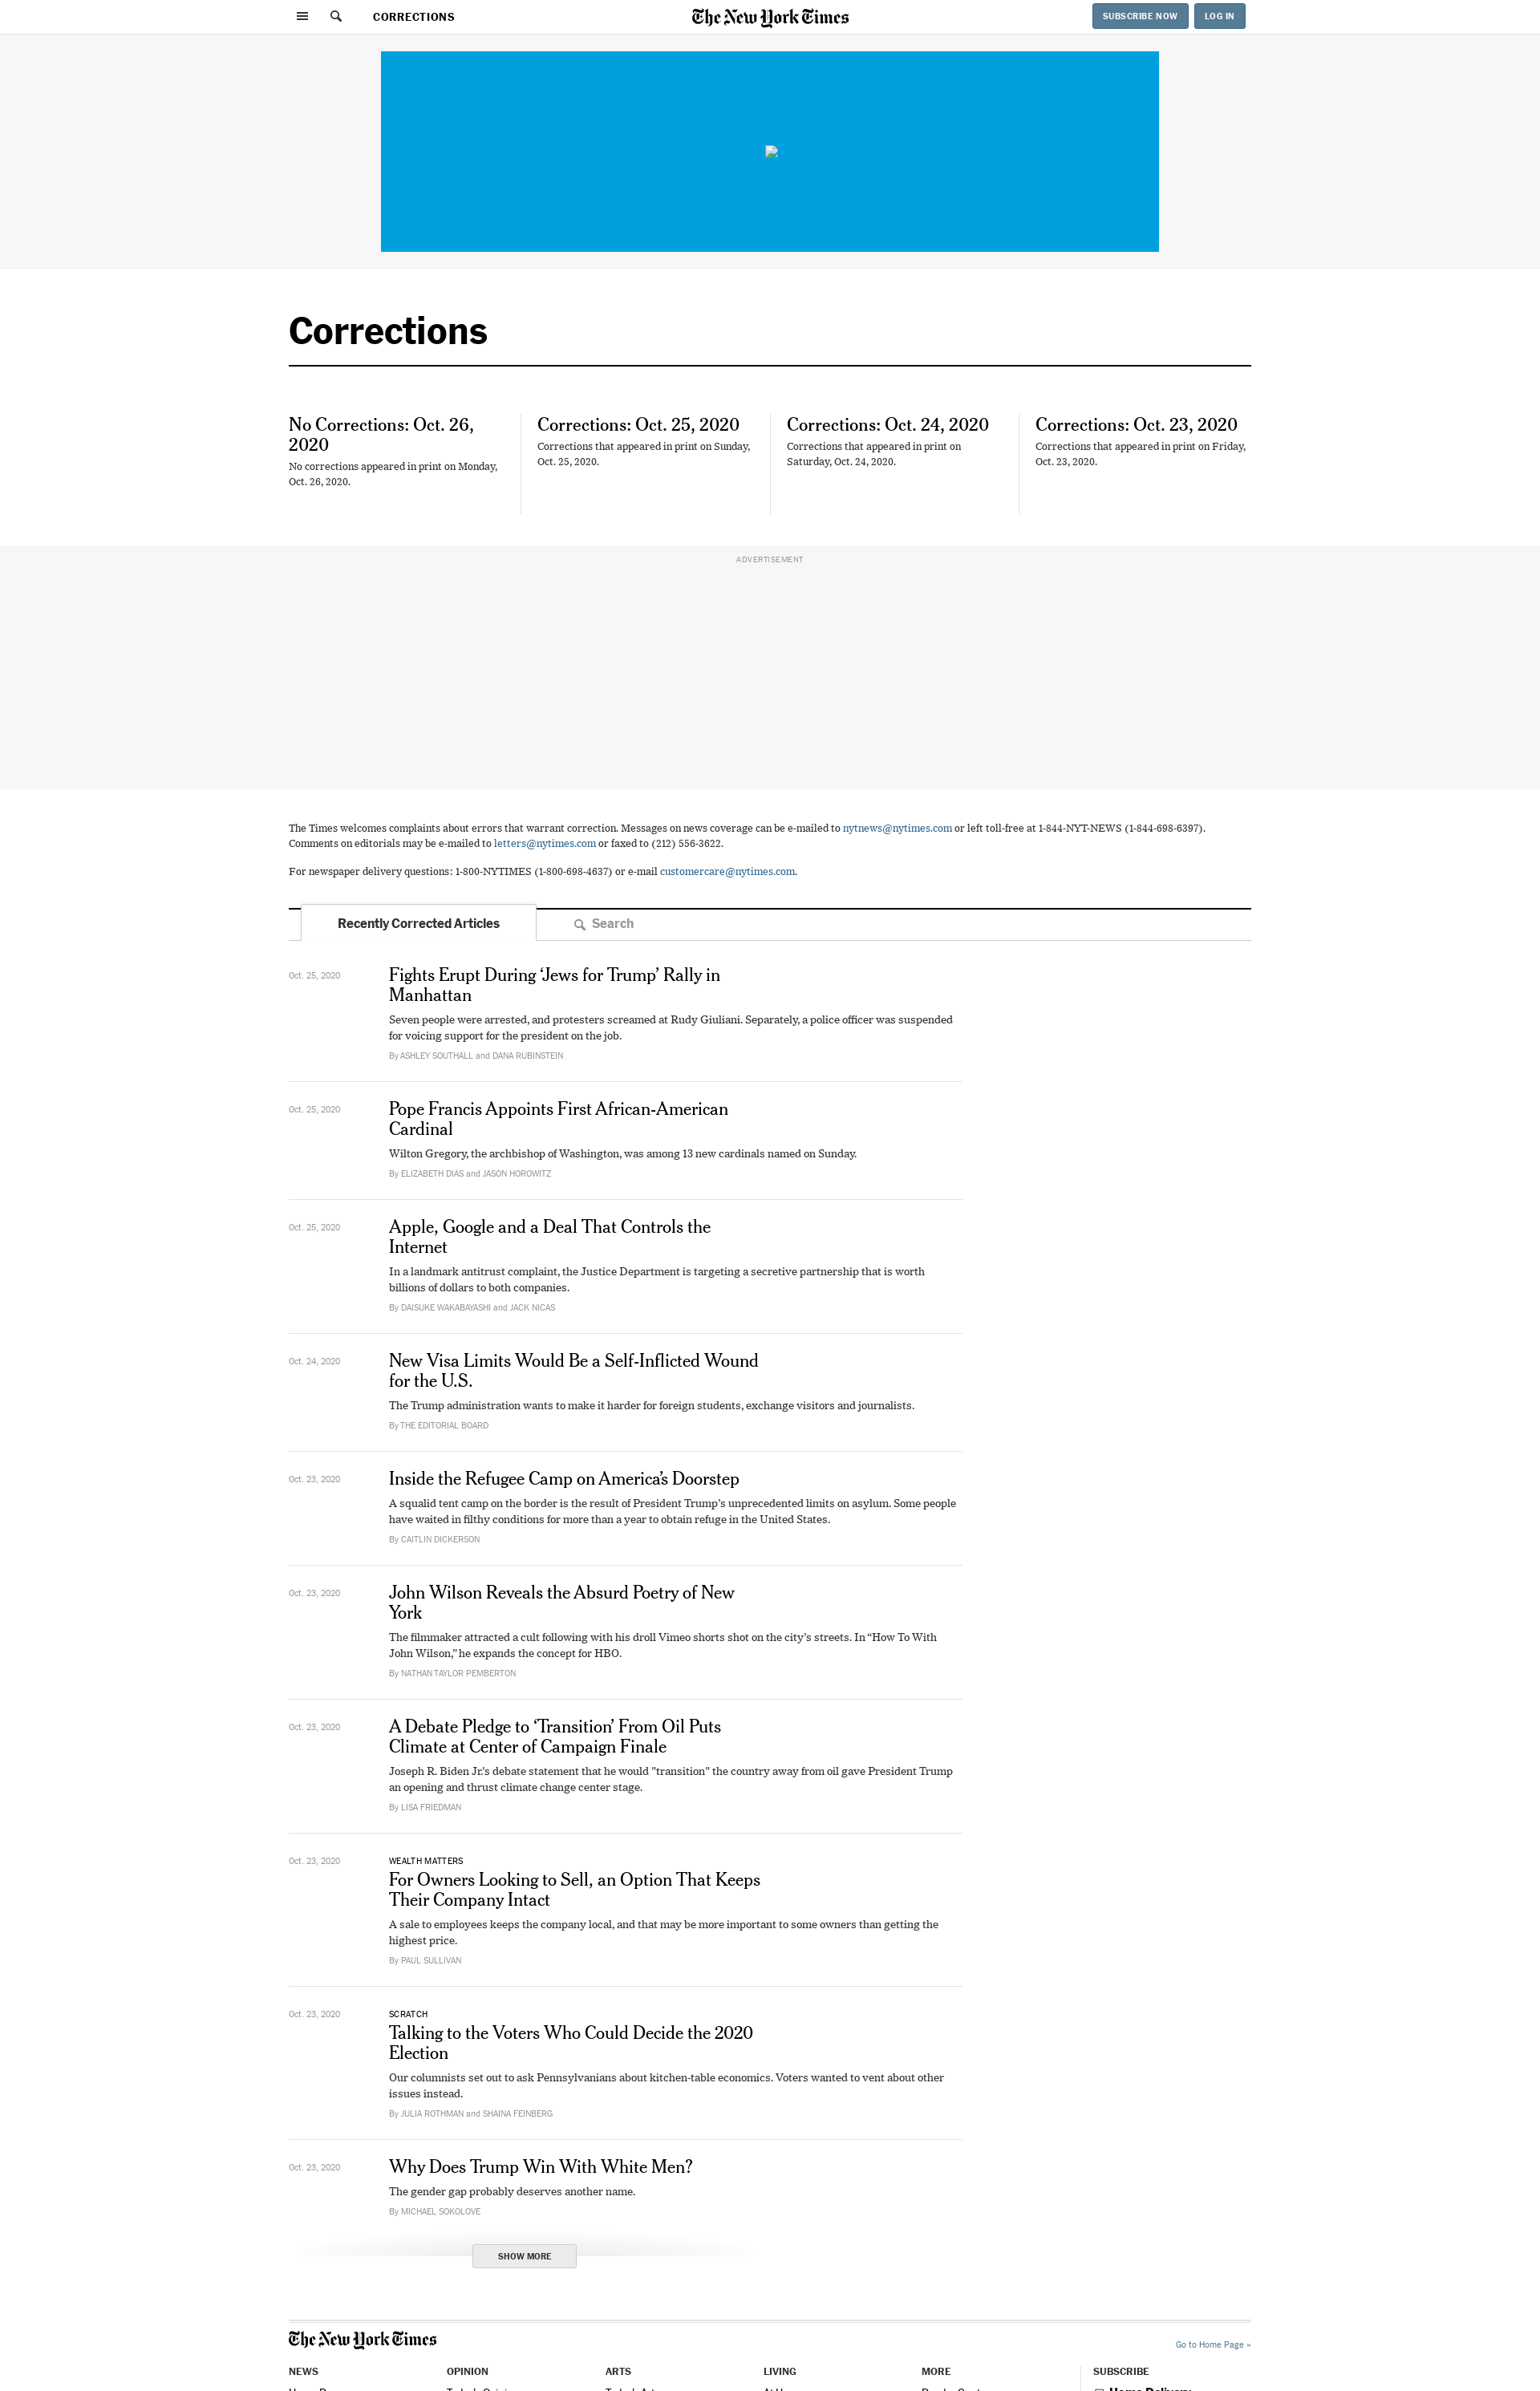 CORRECTIONS
The New York Times
SUBSCRIBE NOW
LOG IN
Corrections
No Corrections: Oct. 26,
2020
No corrections appeared in print on Monday,
Oct. 26, 2020.
Corrections: Oct. 25, 2020
Corrections that appeared in print on Sunday,
Oct. 25, 2020.
Corrections: Oct. 24, 2020
Corrections that appeared in print on
Saturday, Oct. 24, 2020.
Corrections: Oct. 23, 2020
Corrections that appeared in print on Friday,
Oct. 23, 2020.
ADVERTISEMENT
The Times welcomes complaints about errors that warrant correction. Messages on news coverage can be e-mailed to nytnews@nytimes.com or left toll-free at 1-844-NYT-NEWS (1-844-698-6397).
Comments on editorials may be e-mailed to letters@nytimes.com or faxed to (212) 556-3622.
For newspaper delivery questions: 1-800-NYTIMES (1-800-698-4637) or e-mail customercare@nytimes.com.
Recently Corrected Articles
Search
Oct. 25, 2020
Fights Erupt During ‘Jews for Trump’ Rally in
Manhattan
Seven people were arrested, and protesters screamed at Rudy Giuliani. Separately, a police officer was suspended
for voicing support for the president on the job.
By ASHLEY SOUTHALL and DANA RUBINSTEIN
Oct. 25, 2020
Pope Francis Appoints First African-American
Cardinal
Wilton Gregory, the archbishop of Washington, was among 13 new cardinals named on Sunday.
By ELIZABETH DIAS and JASON HOROWITZ
Oct. 25, 2020
Apple, Google and a Deal That Controls the
Internet
In a landmark antitrust complaint, the Justice Department is targeting a secretive partnership that is worth
billions of dollars to both companies.
By DAISUKE WAKABAYASHI and JACK NICAS
Oct. 24, 2020
New Visa Limits Would Be a Self-Inflicted Wound
for the U.S.
The Trump administration wants to make it harder for foreign students, exchange visitors and journalists.
By THE EDITORIAL BOARD
Oct. 23, 2020
Inside the Refugee Camp on America’s Doorstep
A squalid tent camp on the border is the result of President Trump’s unprecedented limits on asylum. Some people
have waited in filthy conditions for more than a year to obtain refuge in the United States.
By CAITLIN DICKERSON
Oct. 23, 2020
John Wilson Reveals the Absurd Poetry of New
York
The filmmaker attracted a cult following with his droll Vimeo shorts shot on the city’s streets. In “How To With
John Wilson,” he expands the concept for HBO.
By NATHAN TAYLOR PEMBERTON
Oct. 23, 2020
A Debate Pledge to ‘Transition’ From Oil Puts
Climate at Center of Campaign Finale
Joseph R. Biden Jr.'s debate statement that he would "transition" the country away from oil gave President Trump
an opening and thrust climate change center stage.
By LISA FRIEDMAN
Oct. 23, 2020
WEALTH MATTERS
For Owners Looking to Sell, an Option That Keeps
Their Company Intact
A sale to employees keeps the company local, and that may be more important to some owners than getting the
highest price.
By PAUL SULLIVAN
Oct. 23, 2020
SCRATCH
Talking to the Voters Who Could Decide the 2020
Election
Our columnists set out to ask Pennsylvanians about kitchen-table economics. Voters wanted to vent about other
issues instead.
By JULIA ROTHMAN and SHAINA FEINBERG
Oct. 23, 2020
Why Does Trump Win With White Men?
The gender gap probably deserves another name.
By MICHAEL SOKOLOVE
SHOW MORE
The New York Times
Go to Home Page »
NEWS
OPINION
ARTS
LIVING
MORE
SUBSCRIBE
Home Delivery